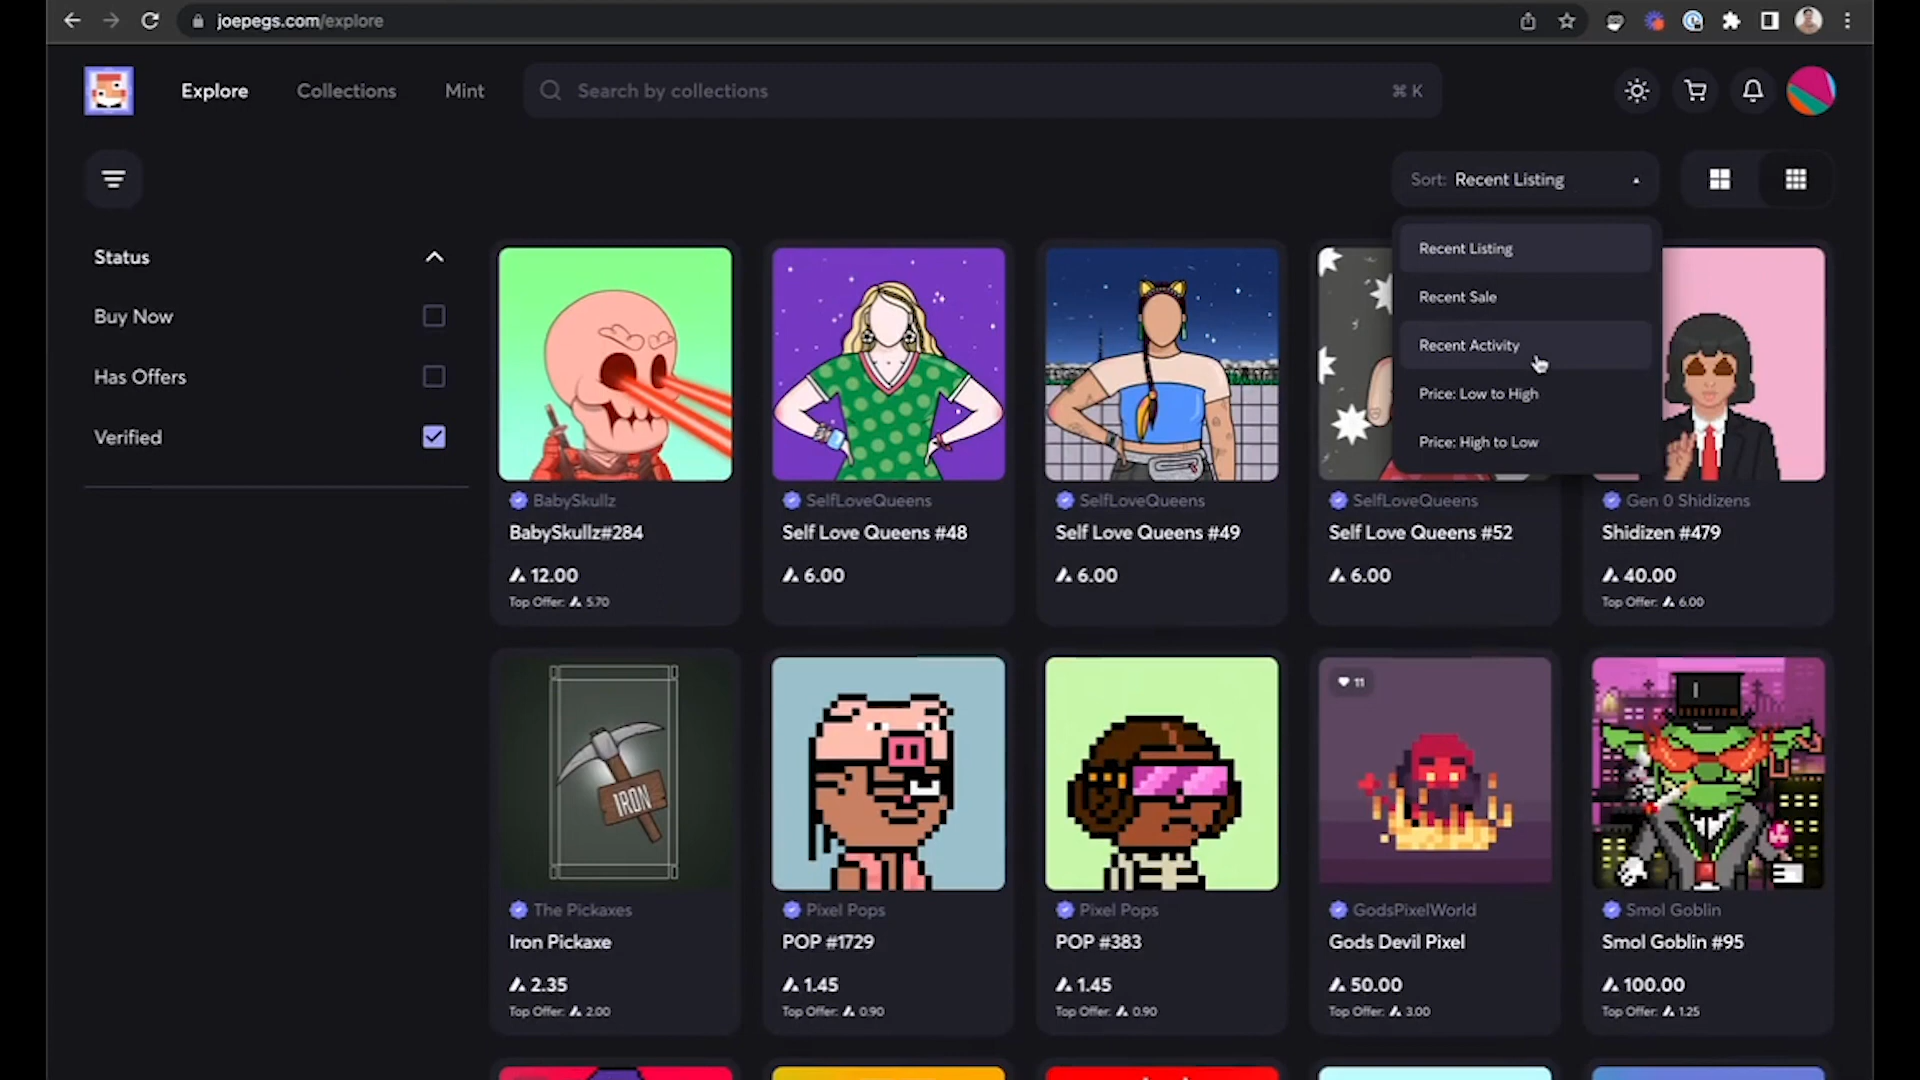 joepegs.com/explore
Explore
Collections
Mint
Search by collections
⌘ K
Sort: Recent Listing
Recent Listing
Recent Sale
Recent Activity
Price: Low to High
Price: High to Low
Status
Buy Now
Has Offers
Verified
BabySkullz
BabySkullz#284
12.00
Top Offer: 5.70
SelfLoveQueens
Self Love Queens #48
6.00
SelfLoveQueens
Self Love Queens #49
6.00
SelfLoveQueens
Self Love Queens #52
6.00
Gen 0 Shidizens
Shidizen #479
40.00
Top Offer: 6.00
IRON
The Pickaxes
Iron Pickaxe
2.35
Top Offer: 2.00
Pixel Pops
POP #1729
1.45
Top Offer: 0.90
Pixel Pops
POP #383
1.45
Top Offer: 0.90
11
GodsPixelWorld
Gods Devil Pixel
50.00
Top Offer: 3.00
Smol Goblin
Smol Goblin #95
100.00
Top Offer: 1.25